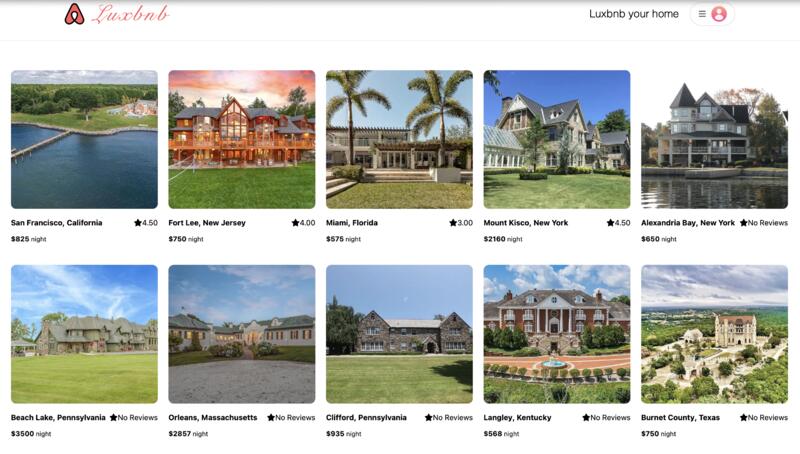 Luxbnb
Luxbnb your home
San Francisco, California ★4.50
$825 night
Fort Lee, New Jersey ★4.00
$750 night
Miami, Florida ★3.00
$575 night
Mount Kisco, New York ★4.50
$2160 night
Alexandria Bay, New York ★No Reviews
$650 night
Beach Lake, Pennsylvania ★No Reviews
$3500 night
Orleans, Massachusetts ★No Reviews
$2857 night
Clifford, Pennsylvania ★No Reviews
$935 night
Langley, Kentucky ★No Reviews
$568 night
Burnet County, Texas ★No Reviews
$750 night